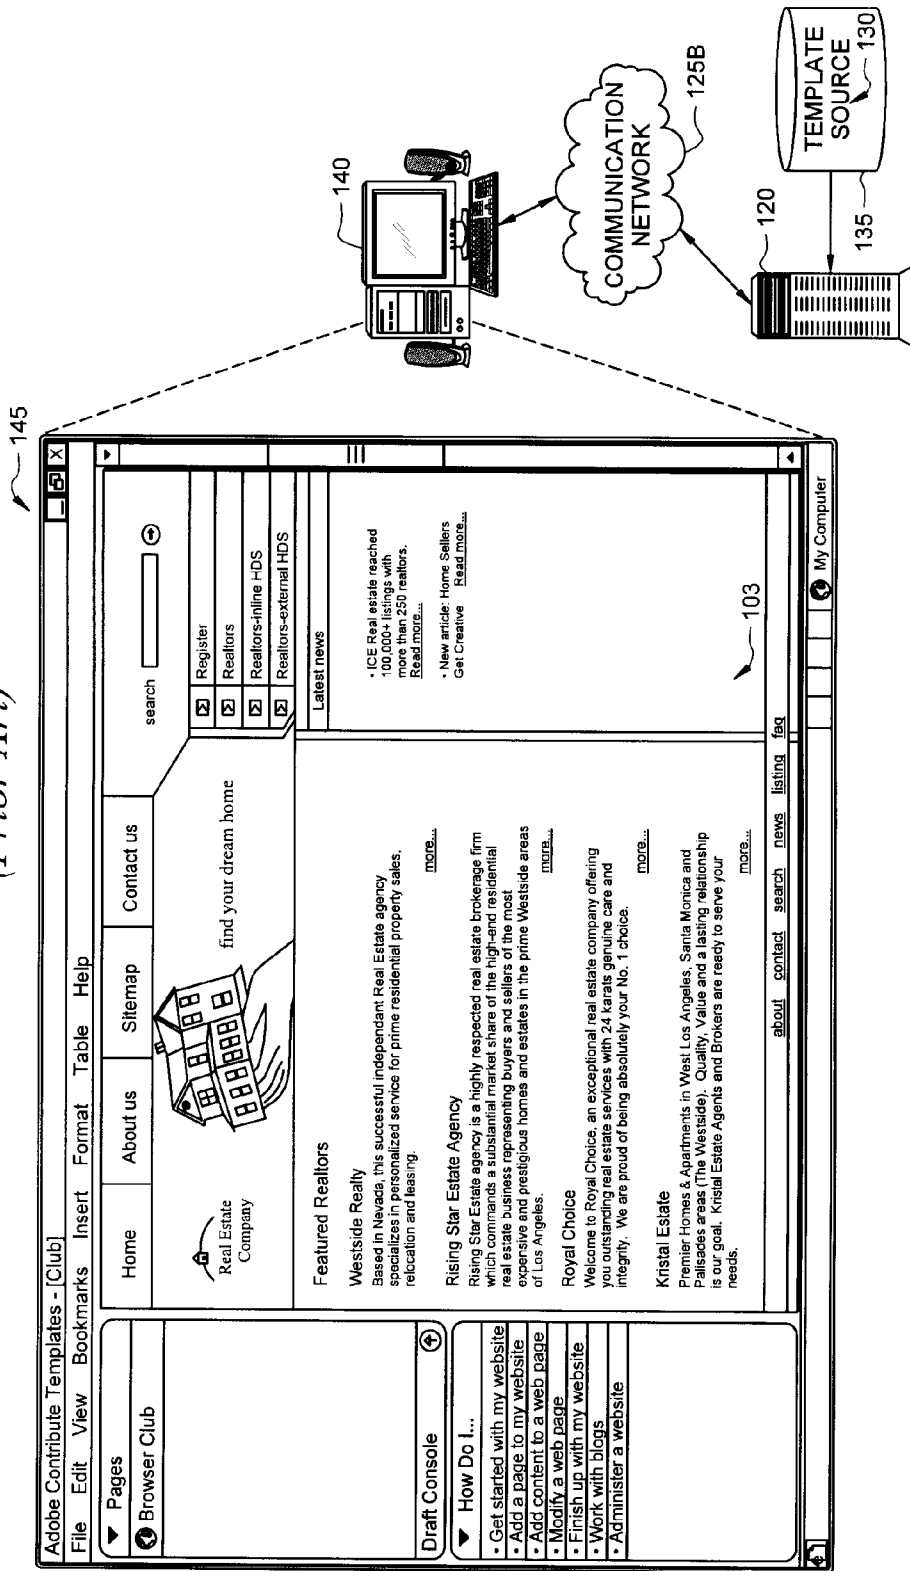 (Prior Art)
145
Adobe Contribute Templates - [Club]
File Edit View Bookmarks Insert Format Table Help
Pages
Browser Club
Draft Console
How Do I...
• Get started with my website
• Add a page to my website
• Add content to a web page
• Modify a web page
• Finish up with my website
• Work with blogs
• Administer a website
Home About us Sitemap Contact us
search
Real Estate
Company
find your dream home
Register
Realtors
Realtors-inline HDS
Realtors-external HDS
Featured Realtors
Westside Realty
Based in Nevada, this successful independant Real Estate agency
specializes in personalized service for prime residential property sales,
relocation and leasing.
more...
Rising Star Estate Agency
Rising Star Estate agency is a highly respected real estate brokerage firm
which commands a substantial market share of the high-end residential
real estate business representing buyers and sellers of the most
expensive and prestigious homes and estates in the prime Westside areas
of Los Angeles.
more...
Royal Choice
Welcome to Royal Choice, an exceptional real estate company offering
you outstanding real estate services with 24 karats genuine care and
integrity. We are proud of being absolutely your No. 1 choice.
more...
Kristal Estate
Premier Homes & Apartments in West Los Angeles, Santa Monica and
Palisades areas (The Westside). Quality, Value and a lasting relationship
is our goal. Kristal Estate Agents and Brokers are ready to serve your
needs.
more...
Latest news
• ICE Real estate reached
100,000+ listings with
more than 250 realtors.
Read more...
• New article: Home Sellers
Get Creative Read more...
103
about contact search news listing faq
My Computer
140
COMMUNICATION
NETWORK
125B
120
135
TEMPLATE
SOURCE
130